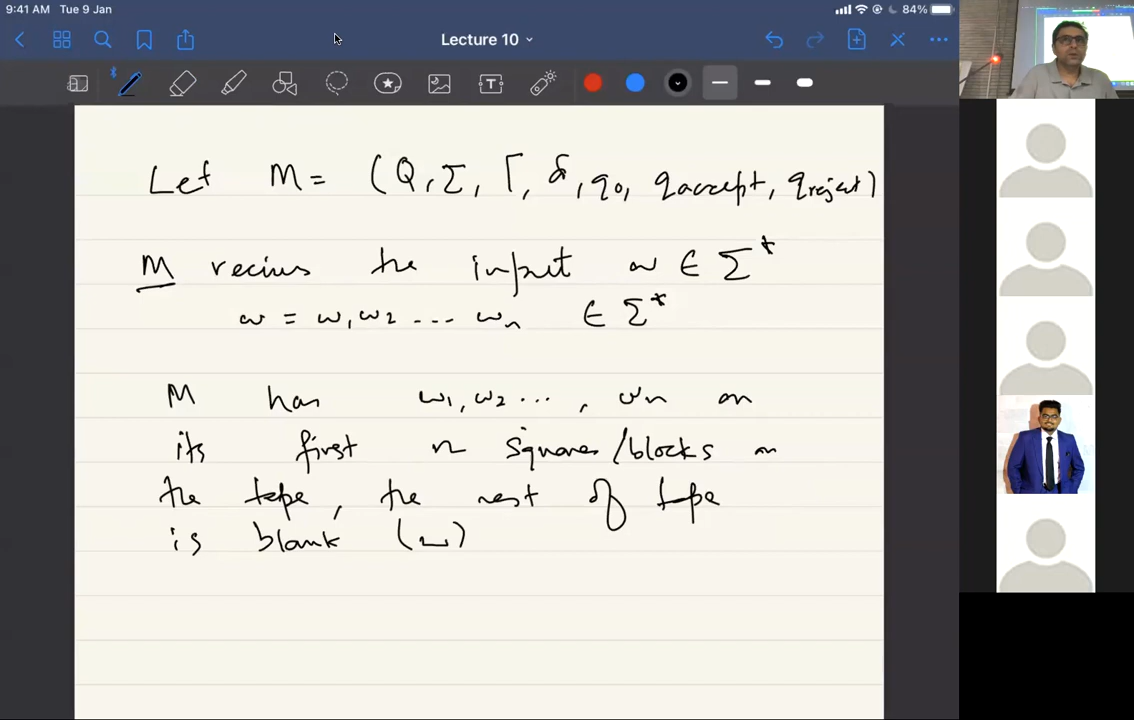 9:41 AM Tue 9 Jan
84%
Lecture 10
Let M = (Q, Σ, Γ, δ, q0, qaccept, qreject)
M recives the input w ∈ Σ*
w = w1w2 ... wn ∈ Σ*
M has w1, w2 ... , wn on
its first n squares/blocks on
the tape, the rest of tape
is blank (⊔)